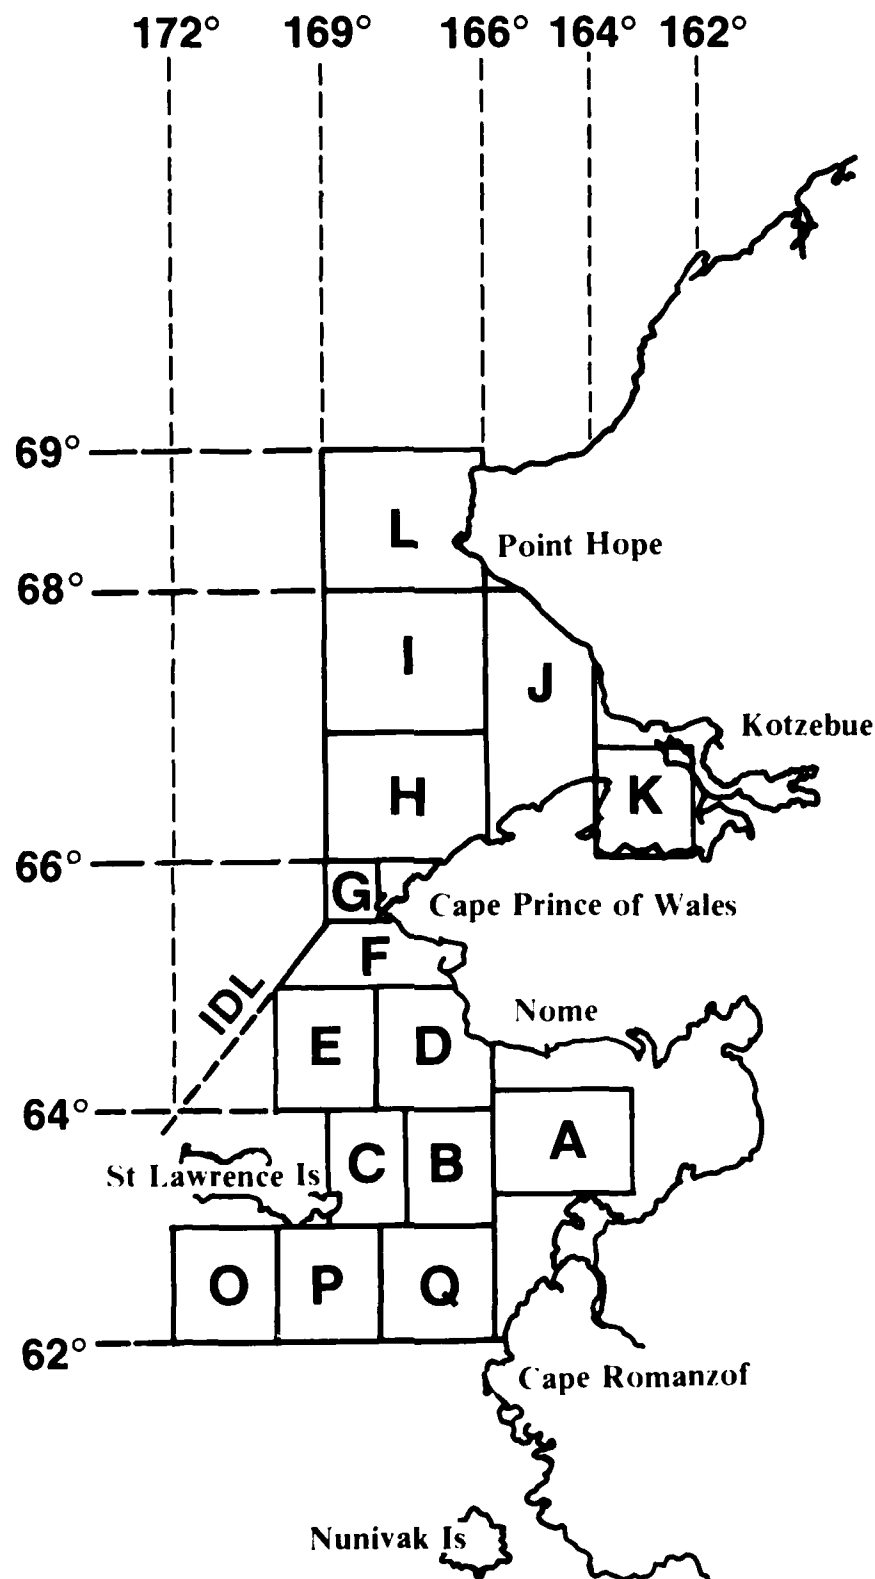 172° 169° 166° 164° 162°
69°
L
Point Hope
68°
I
J
Kotzebue
H
K
66°
G
Cape Prince of Wales
F
IDL
Nome
E D
64°
A
St Lawrence Is
C B
O P Q
62°
Cape Romanzof
Nunivak Is